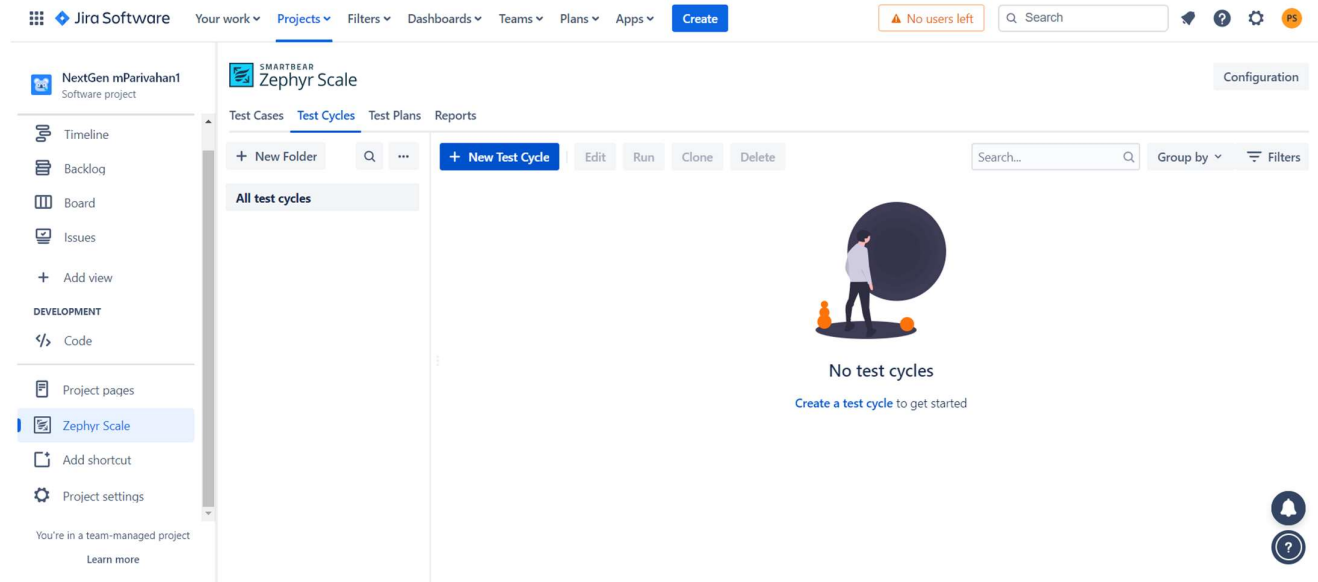 Jira Software Your work Projects Filters Dashboards Teams Plans Apps Create No users left Search PS
NextGen mParivahan1
Software project
Timeline
Backlog
Board
Issues
Add view
DEVELOPMENT
Code
Project pages
Zephyr Scale
Add shortcut
Project settings
You're in a team-managed project
Learn more
SMARTBEAR
Zephyr Scale
Configuration
Test Cases Test Cycles Test Plans Reports
+ New Folder ...
All test cycles
+ New Test Cycle Edit Run Clone Delete Search... Group by Filters
No test cycles
Create a test cycle to get started